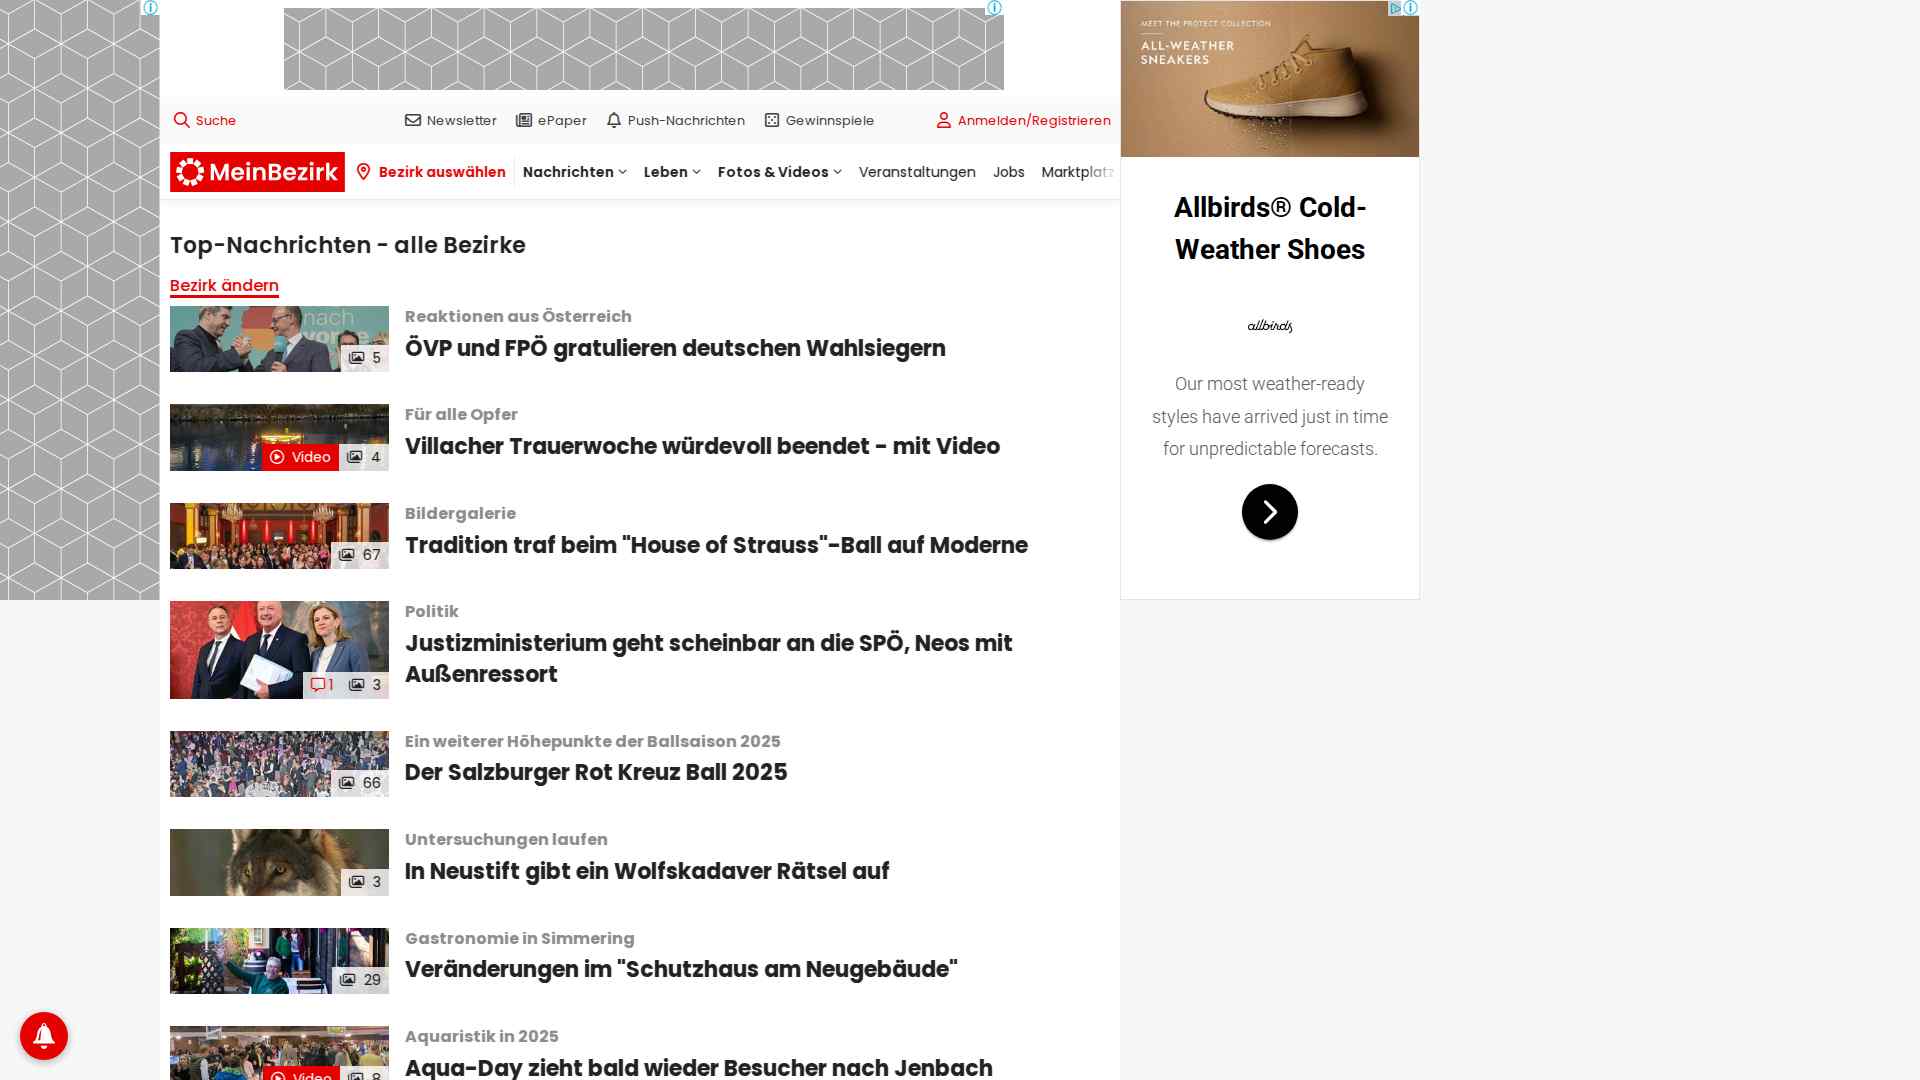 Suche
Newsletter
ePaper
Push-Nachrichten
Gewinnspiele
Anmelden/Registrieren
MeinBezirk
Bezirk auswählen
Nachrichten
Leben
Fotos & Videos
Veranstaltungen
Jobs
Marktplatz
Top-Nachrichten - alle Bezirke
Bezirk ändern
nach
vorne
5
Reaktionen aus Österreich
ÖVP und FPÖ gratulieren deutschen Wahlsiegern
Video 4
Für alle Opfer
Villacher Trauerwoche würdevoll beendet - mit Video
67
Bildergalerie
Tradition traf beim "House of Strauss"-Ball auf Moderne
1 3
Politik
Justizministerium geht scheinbar an die SPÖ, Neos mit
Außenressort
66
Ein weiterer Höhepunkte der Ballsaison 2025
Der Salzburger Rot Kreuz Ball 2025
3
Untersuchungen laufen
In Neustift gibt ein Wolfskadaver Rätsel auf
29
Gastronomie in Simmering
Veränderungen im "Schutzhaus am Neugebäude"
Video 8
Aquaristik in 2025
Aqua-Day zieht bald wieder Besucher nach Jenbach
MEET THE PROTECT COLLECTION
ALL-WEATHER
SNEAKERS
Allbirds® Cold-
Weather Shoes
allbirds
Our most weather-ready
styles have arrived just in time
for unpredictable forecasts.